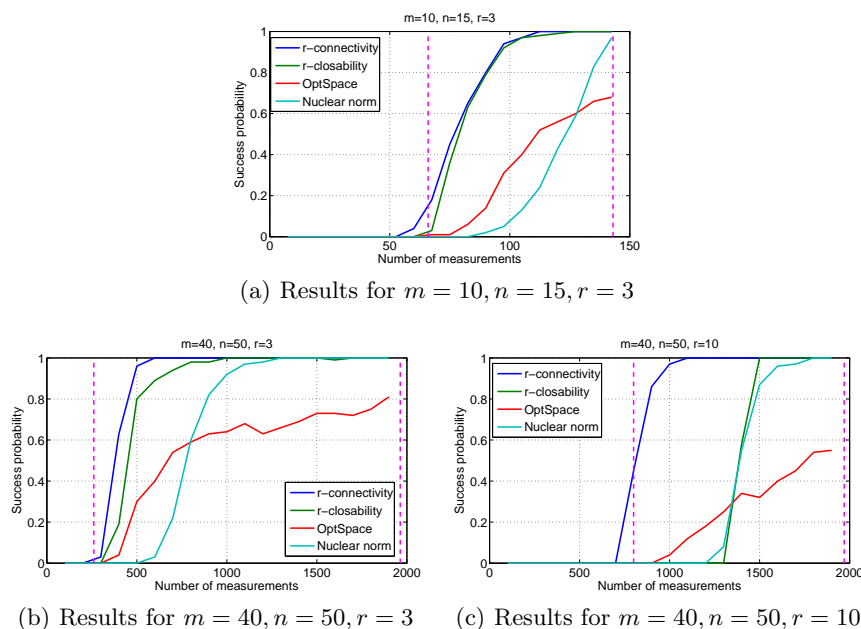 m=10, n=15, r=3
Success probability
1
0.8
0.6
0.4
0.2
0
r−connectivity
r−closability
OptSpace
Nuclear norm
0 50 100 150
Number of measurements
(a) Results for m = 10, n = 15, r = 3
m=40, n=50, r=3
Success probability
1
0.8
0.6
0.4
0.2
0
r−connectivity
r−closability
OptSpace
Nuclear norm
0 500 1000 1500 2000
Number of measurements
(b) Results for m = 40, n = 50, r = 3
m=40, n=50, r=10
Success probability
1
0.8
0.6
0.4
0.2
0
r−connectivity
r−closability
OptSpace
Nuclear norm
0 500 1000 1500 2000
Number of measurements
(c) Results for m = 40, n = 50, r = 10